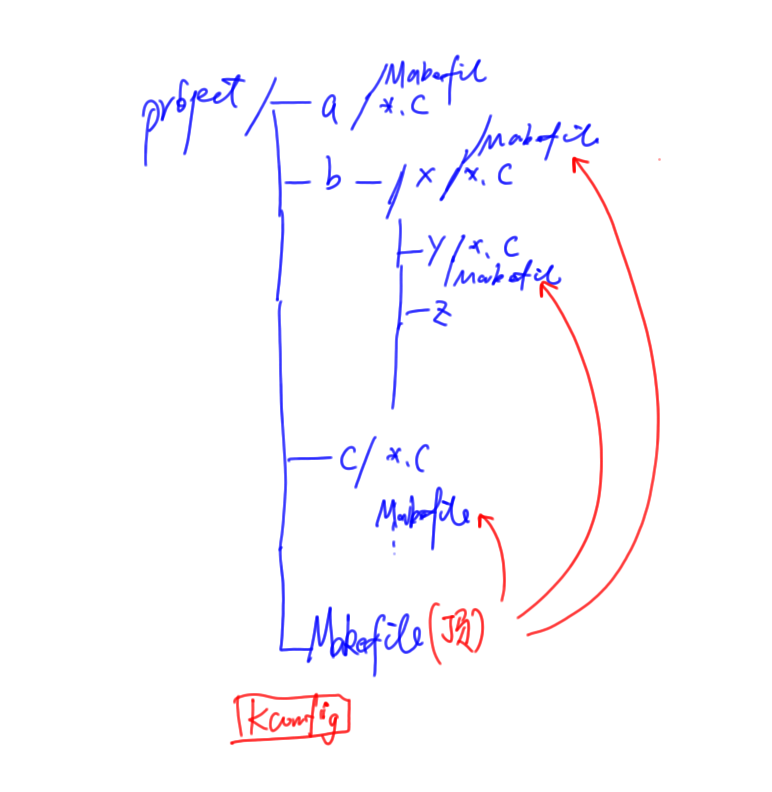 project / a / Makefil
*.c
b / x / Makefile
*.c
y / *.c
Makefile
z
c / *.c
Makefile
Makefile (顶)
Kconfig